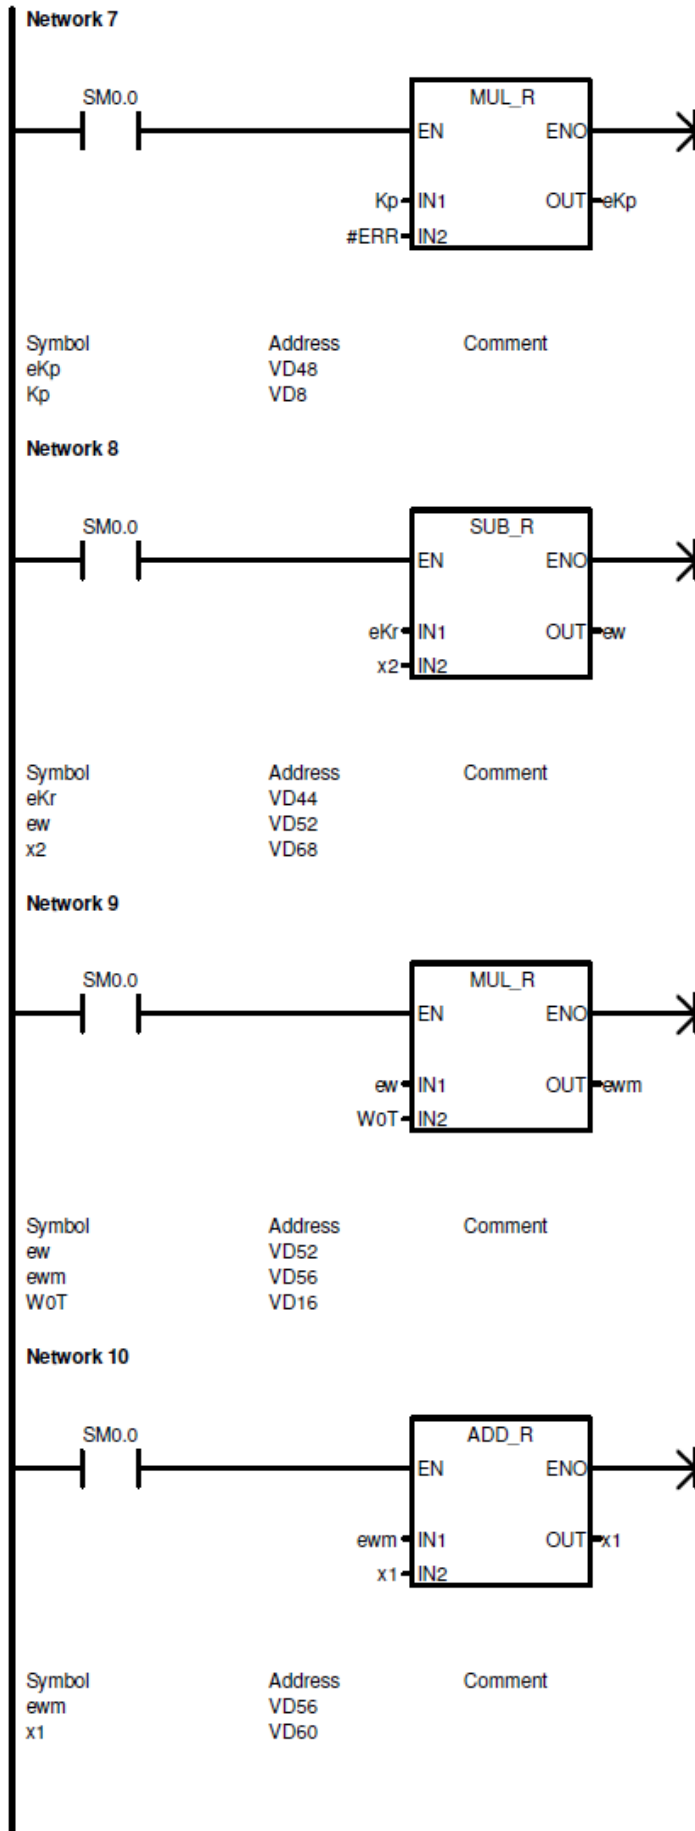 Network 7
SM0.0
MUL_R
EN ENO
Kp IN1 OUT eKp
#ERR IN2
Symbol Address Comment
eKp VD48
Kp VD8
Network 8
SM0.0
SUB_R
EN ENO
eKr IN1 OUT ew
x2 IN2
Symbol Address Comment
eKr VD44
ew VD52
x2 VD68
Network 9
SM0.0
MUL_R
EN ENO
ew IN1 OUT ewm
W0T IN2
Symbol Address Comment
ew VD52
ewm VD56
W0T VD16
Network 10
SM0.0
ADD_R
EN ENO
ewm IN1 OUT x1
x1 IN2
Symbol Address Comment
ewm VD56
x1 VD60